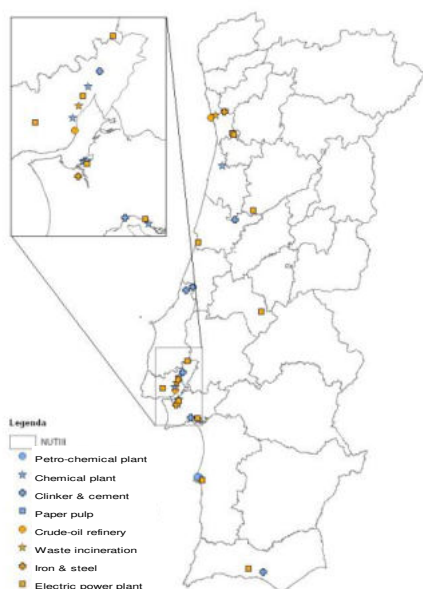 Legenda
NUTIII
Petro-chemical plant
Chemical plant
Clinker & cement
Paper pulp
Crude-oil refinery
Waste incineration
Iron & steel
Electric power plant